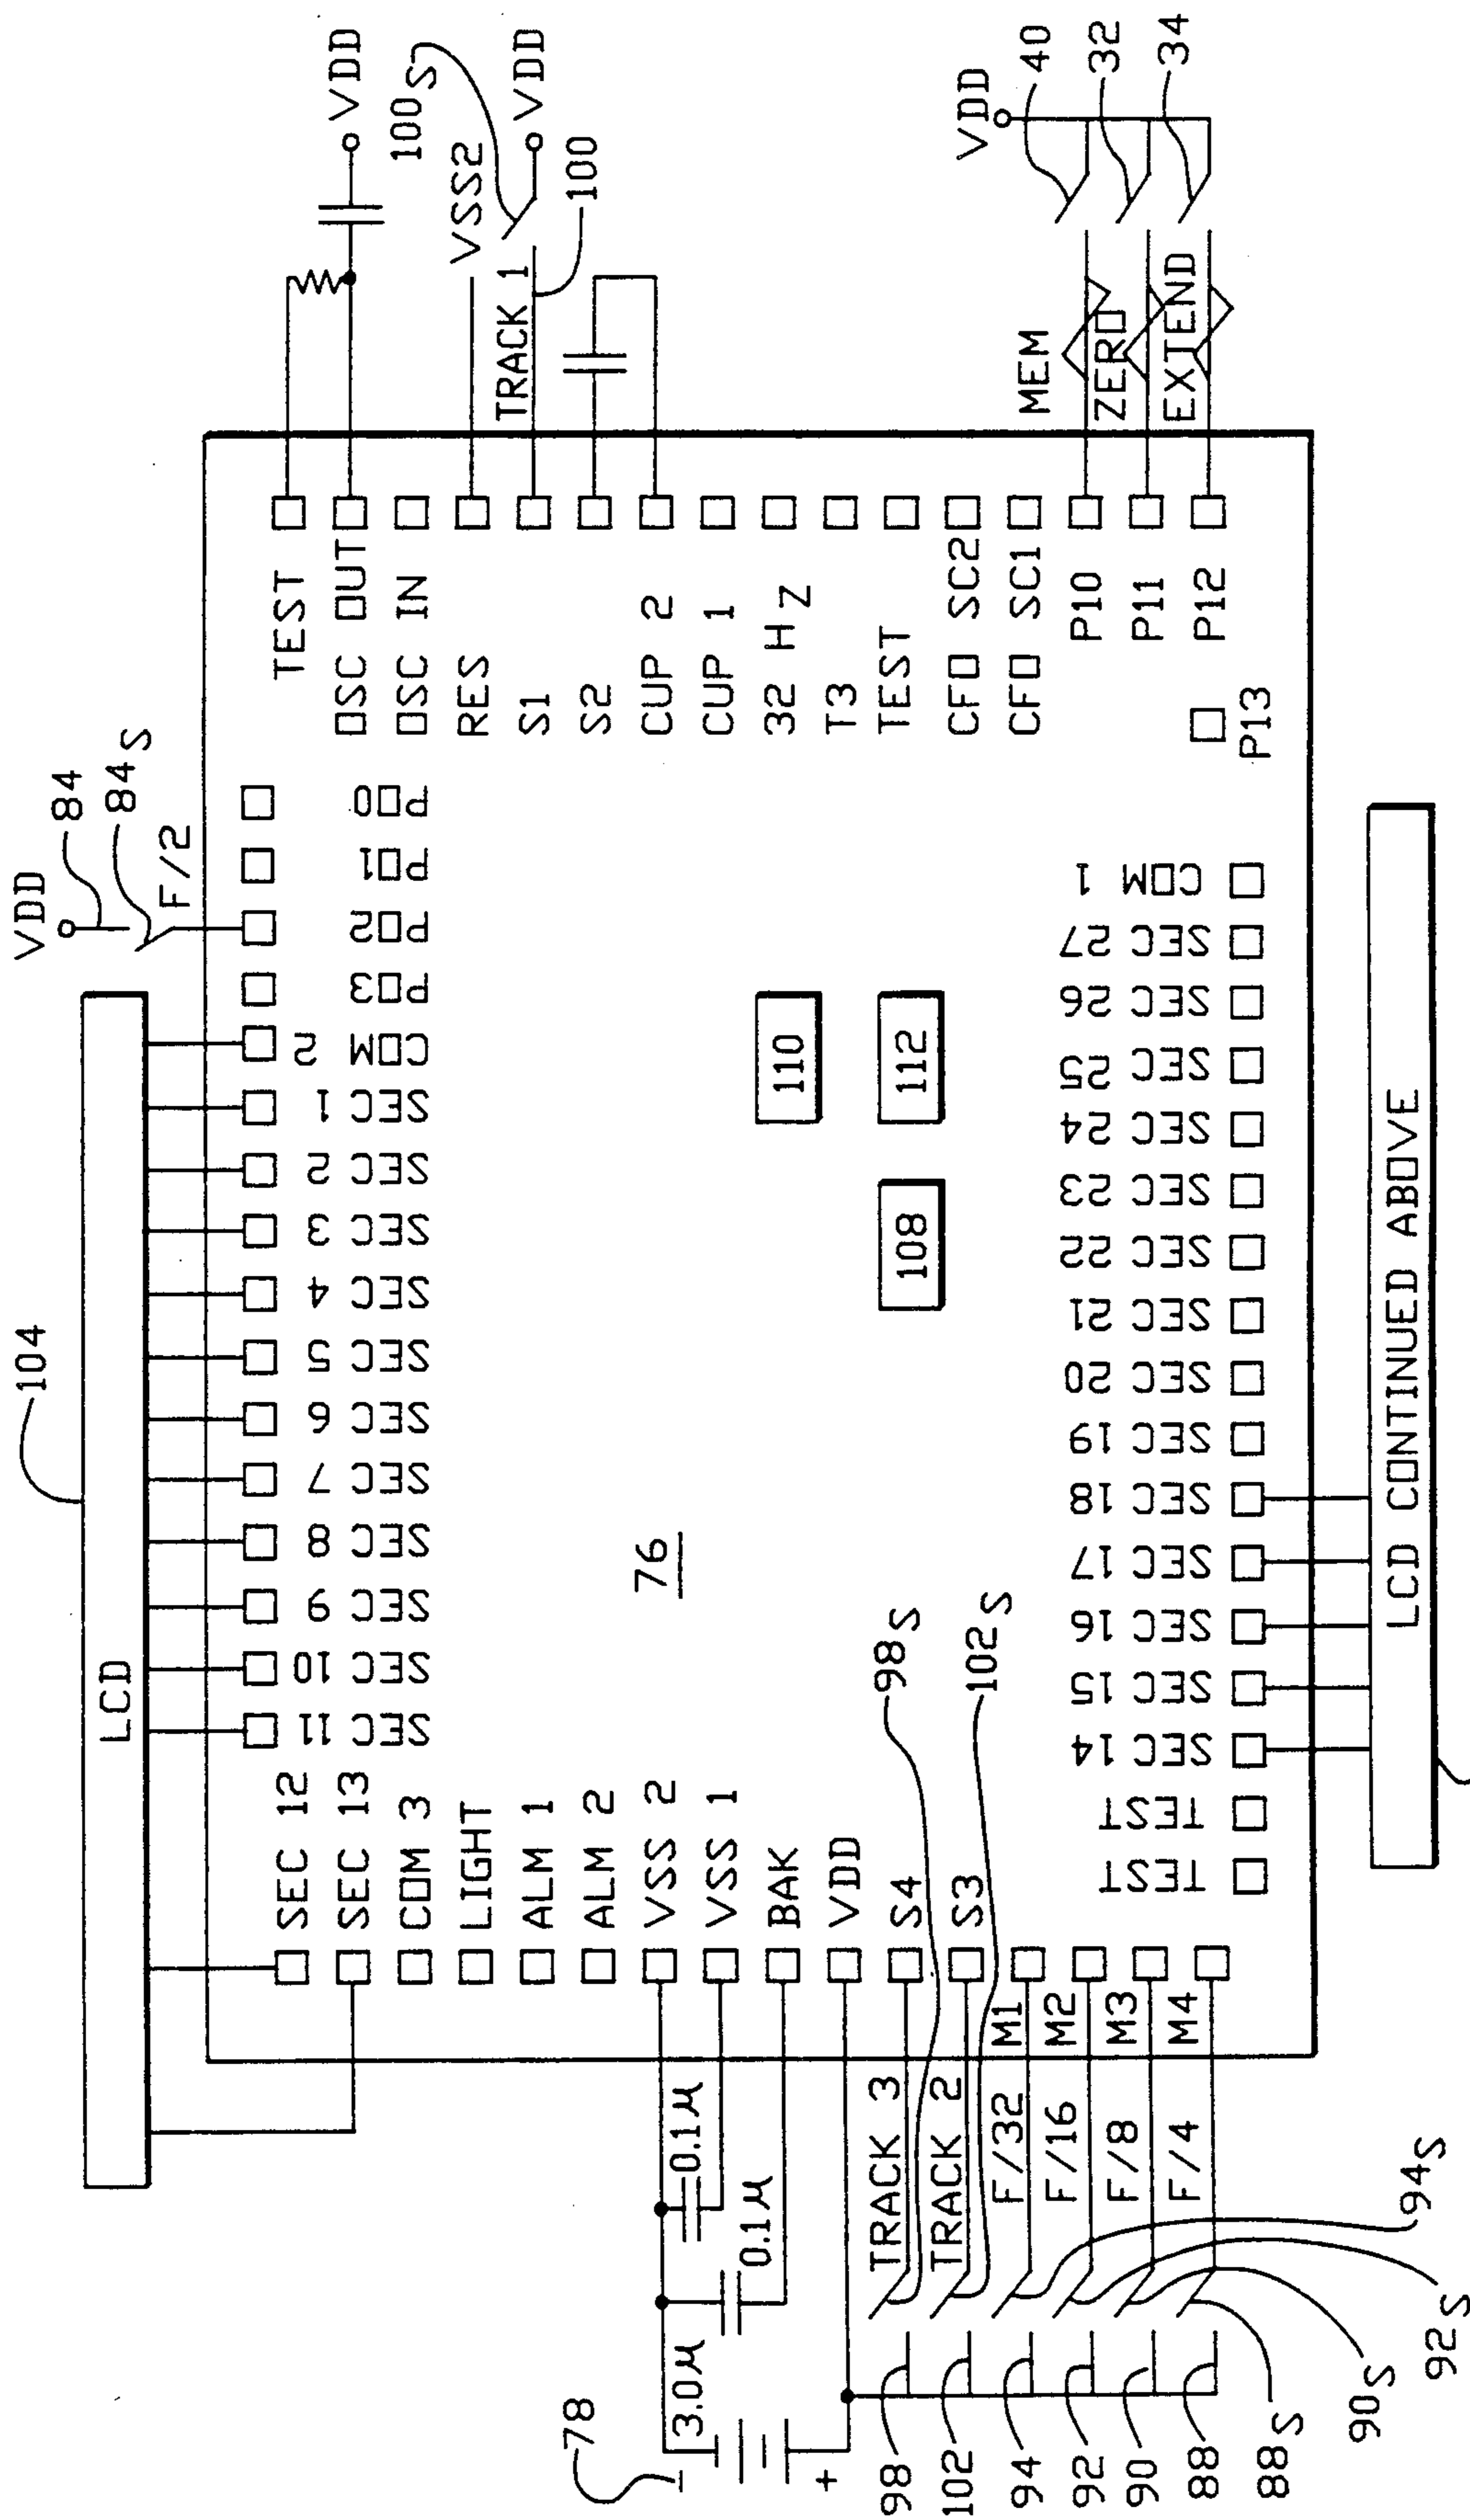 104
LCD
VDD
84
84S
F/2
SEC 11
SEC 10
SEC 9
SEC 8
SEC 7
SEC 6
SEC 5
SEC 4
SEC 3
SEC 2
SEC 1
COM 2
PO3
PO2
PO1
PO0
SEC 12
SEC 13
COM 3
LIGHT
ALM 1
ALM 2
VSS 2
VSS 1
BAK
VDD
S4
S3
M1
M2
M3
M4
TEST
OSC OUT
OSC IN
RES
S1
S2
CUP 2
CUP 1
32 HZ
T3
TEST
CFO SC2
CFO SC1
P10
P11
P12
P13
VDD
100S
VSS2
VDD
TRACK 1
100
VDD
40
32
34
MEM
ZERO
EXTEND
76
110
112
108
98S
102S
78
-
3.0μ
+
0.1μ
0.1μ
TRACK 3
TRACK 2
F/32
F/16
F/8
F/4
98
102
94
92
90
88
88S
90S
92S
94S
TEST
TEST
SEC 14
SEC 15
SEC 16
SEC 17
SEC 18
SEC 19
SEC 20
SEC 21
SEC 22
SEC 23
SEC 24
SEC 25
SEC 26
SEC 27
COM 1
LCD CONTINUED ABOVE